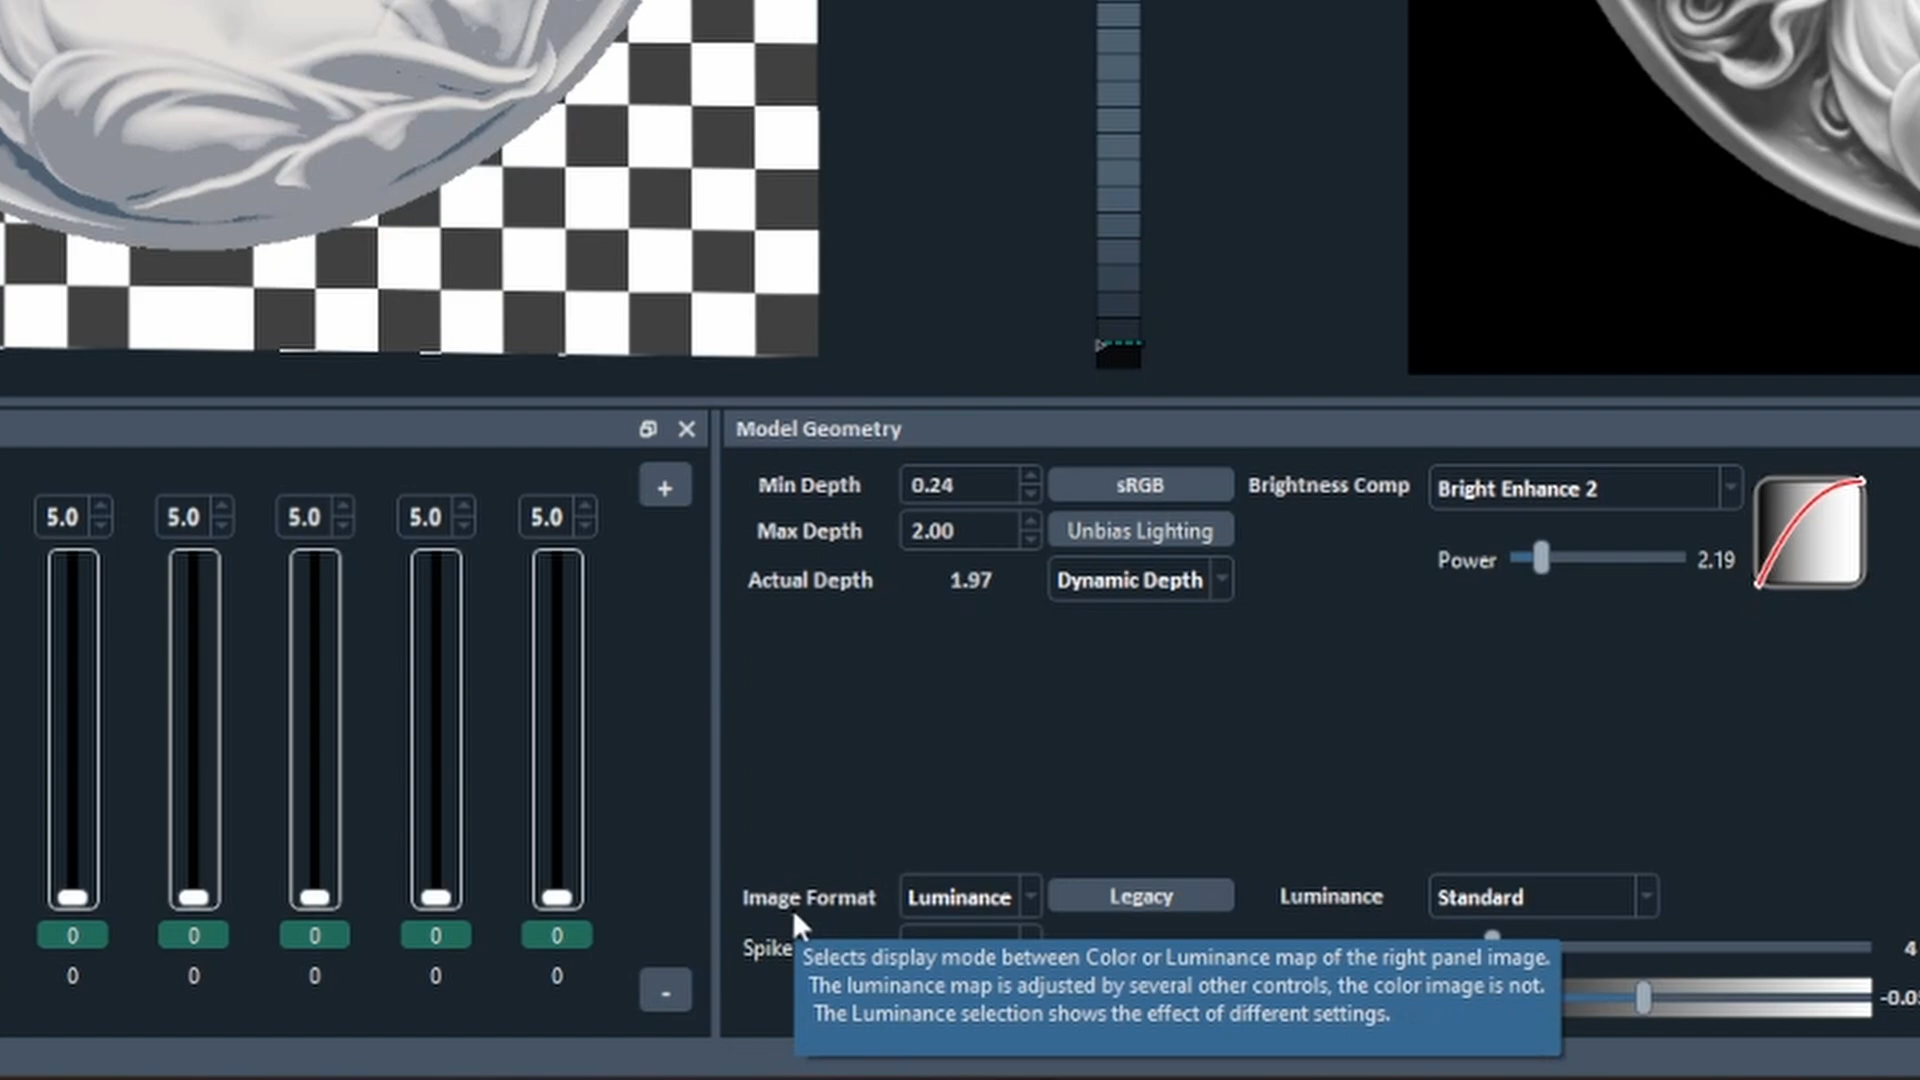 Model Geometry
+
5.0 5.0 5.0 5.0 5.0
Min Depth 0.24 sRGB Brightness Comp Bright Enhance 2
Max Depth 2.00 Unbias Lighting
Power 2.19
Actual Depth 1.97 Dynamic Depth
Image Format Luminance Legacy Luminance Standard
0 0 0 0 0
Spike
4
0 0 0 0 0
-
Selects display mode between Color or Luminance map of the right panel image.
The luminance map is adjusted by several other controls, the color image is not.
The Luminance selection shows the effect of different settings.